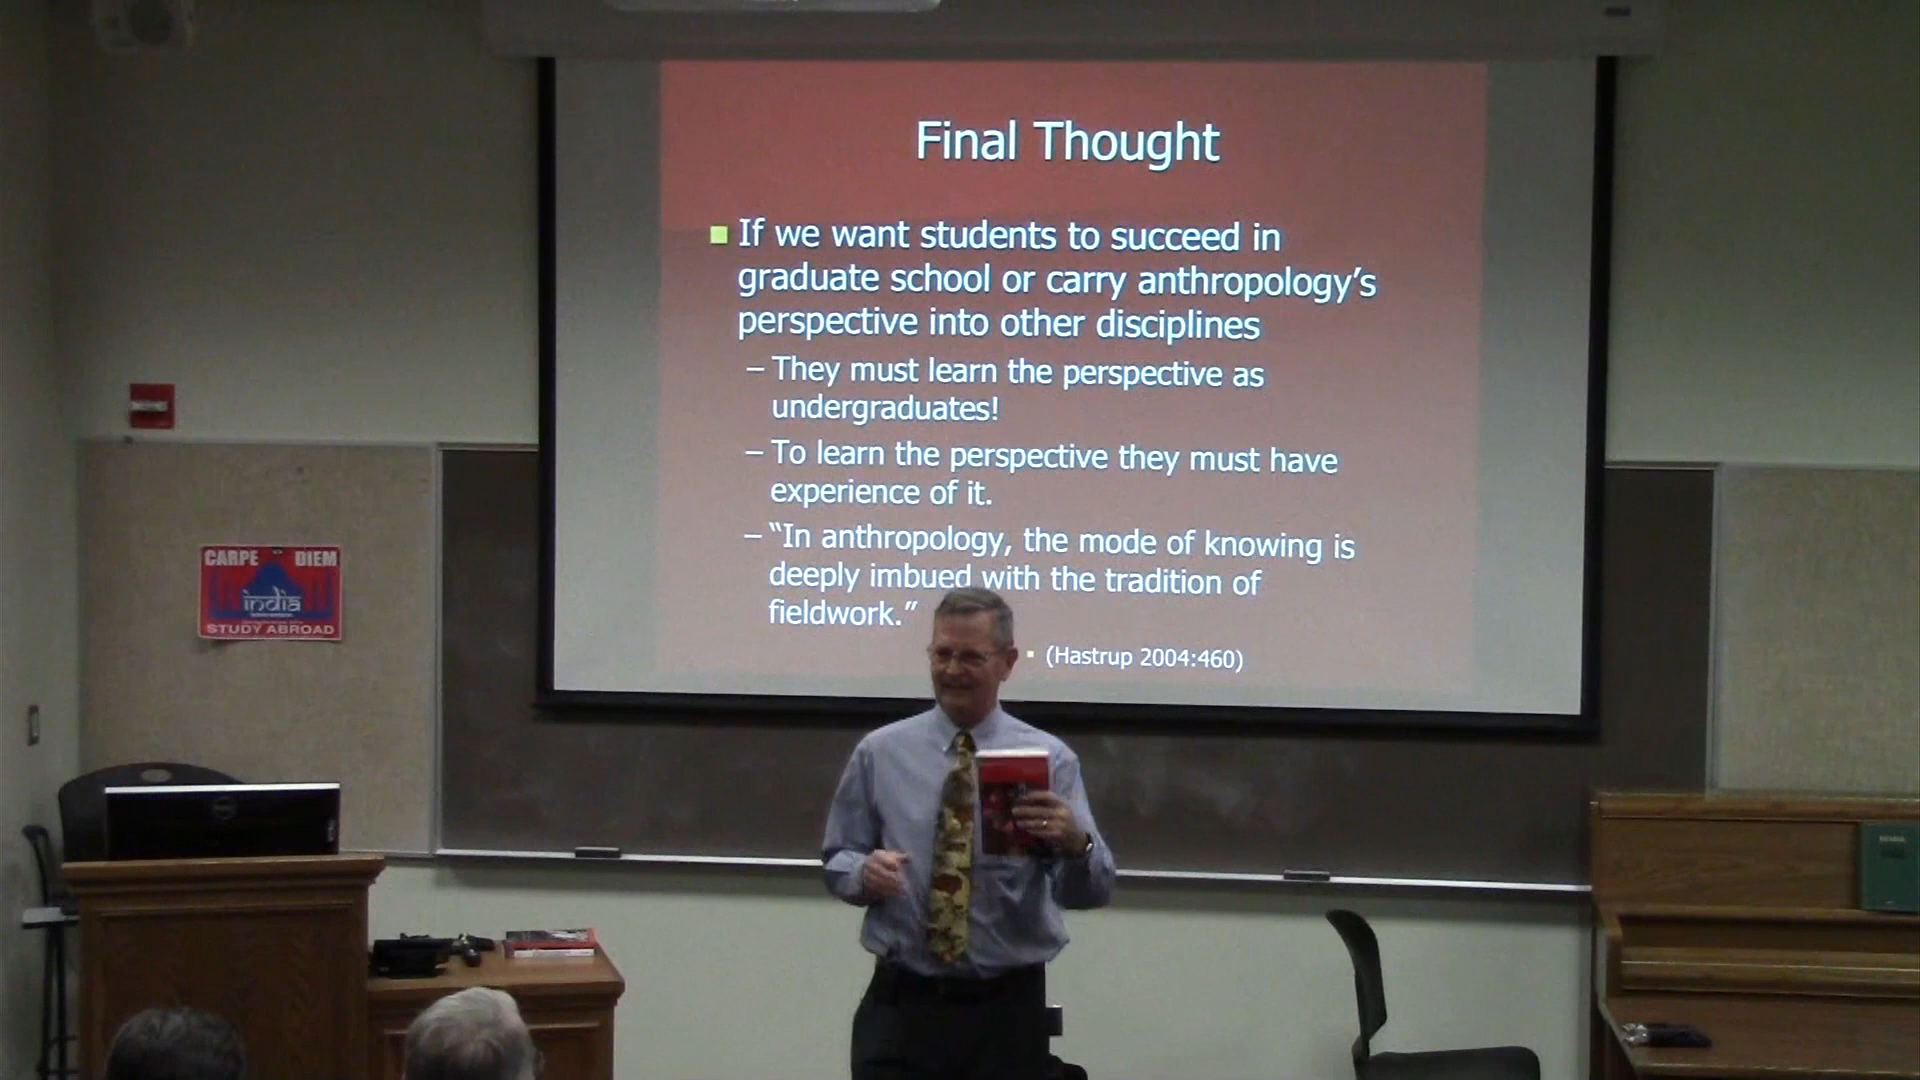 Final Thought
If we want students to succeed in
graduate school or carry anthropology's
perspective into other disciplines
– They must learn the perspective as
undergraduates!
– To learn the perspective they must have
experience of it.
– “In anthropology, the mode of knowing is
deeply imbued with the tradition of
fieldwork.”
(Hastrup 2004:460)
CARPE DIEM
india
STUDY ABROAD
DELL